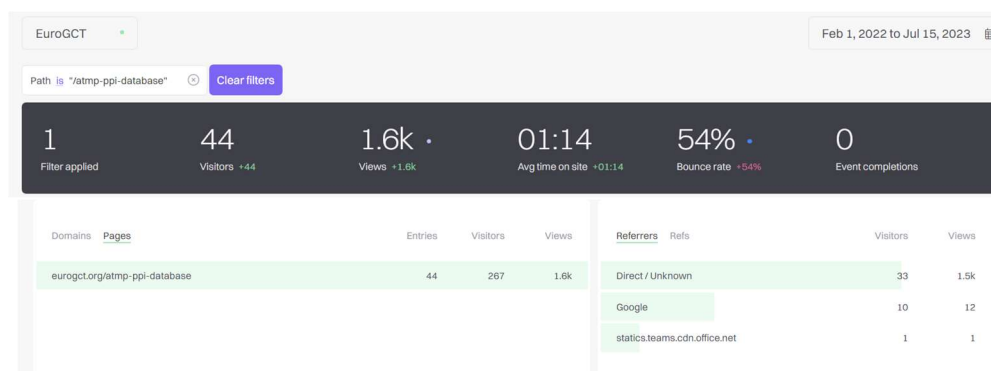 EuroGCT
Feb 1, 2022 to Jul 15, 2023
Path is "/atmp-ppi-database"
Clear filters
1 44 1.6k 01:14 54% 0
Filter applied Visitors +44 Views +1.6k Avg time on site +01:14 Bounce rate +54% Event completions
Domains Pages Entries Visitors Views
eurogct.org/atmp-ppi-database 44 267 1.6k
Referrers Refs Visitors Views
Direct / Unknown 33 1.5k
Google 10 12
statics.teams.cdn.office.net 1 1